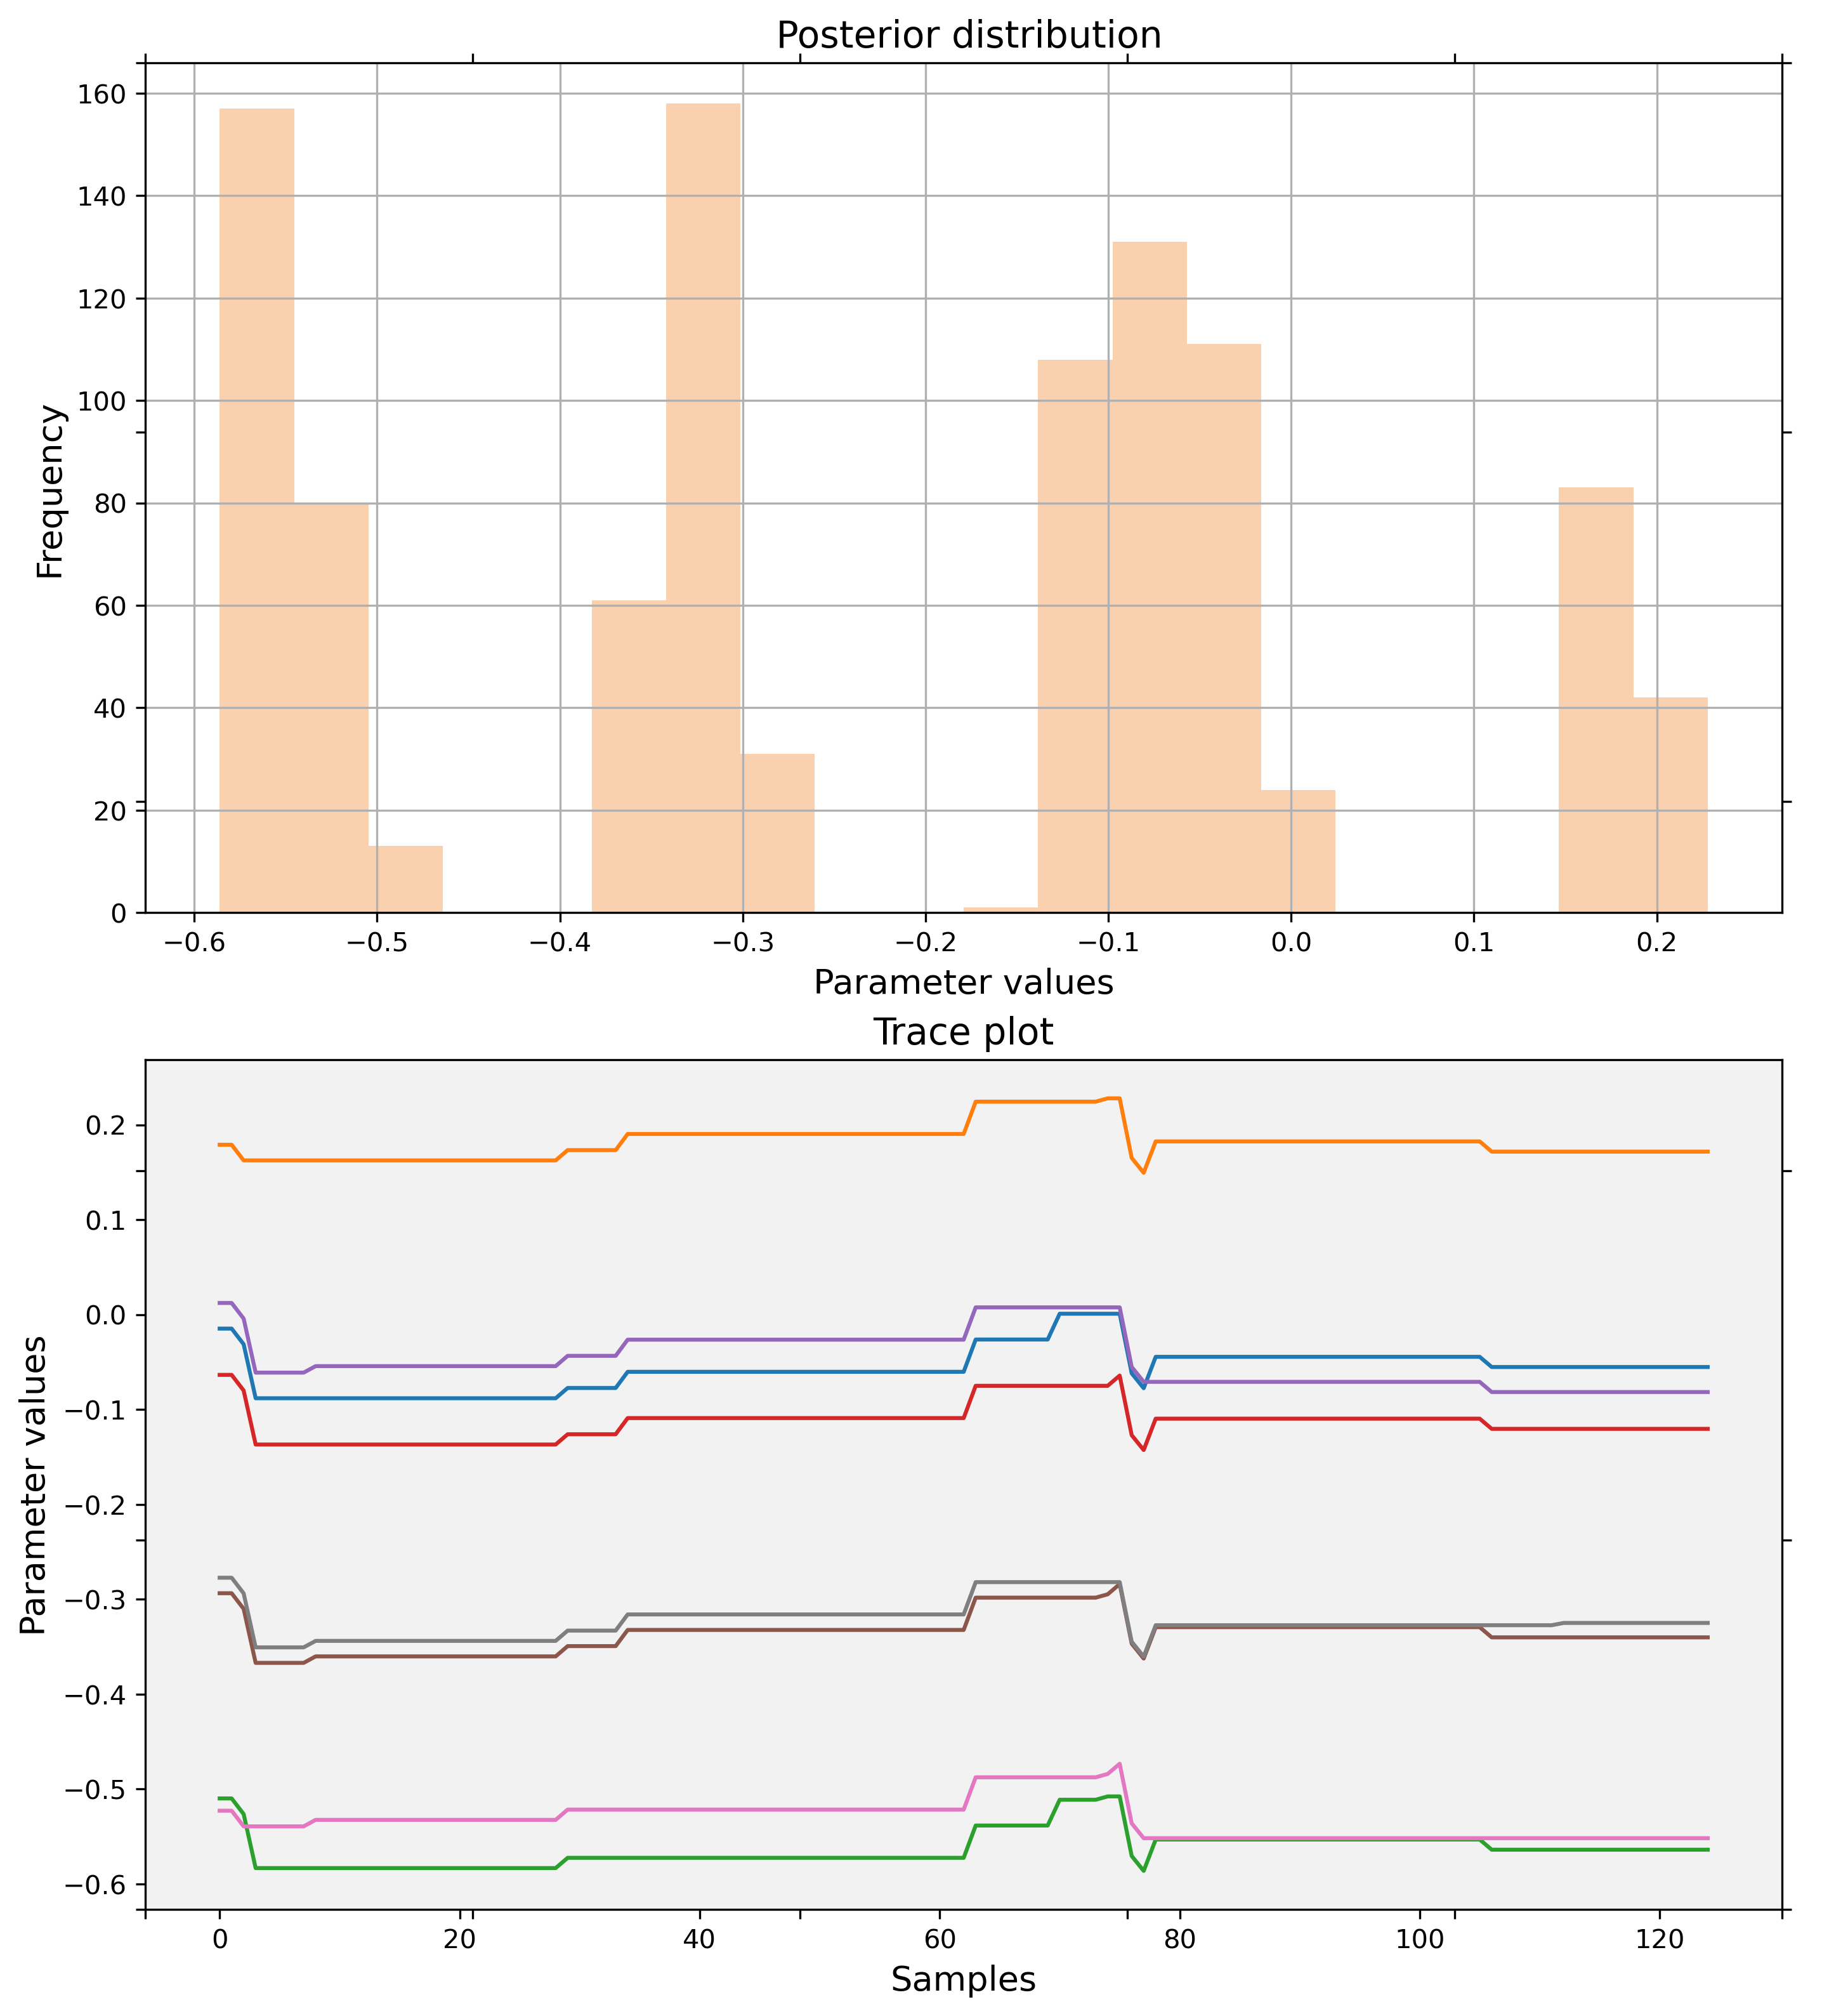 Posterior distribution
160
140
120
100
80
60
40
20
0
Frequency
−0.6 −0.5 −0.4 −0.3 −0.2 −0.1 0.0 0.1 0.2
Parameter values
Trace plot
0.2
0.1
0.0
−0.1
−0.2
−0.3
−0.4
−0.5
−0.6
Parameter values
0 20 40 60 80 100 120
Samples